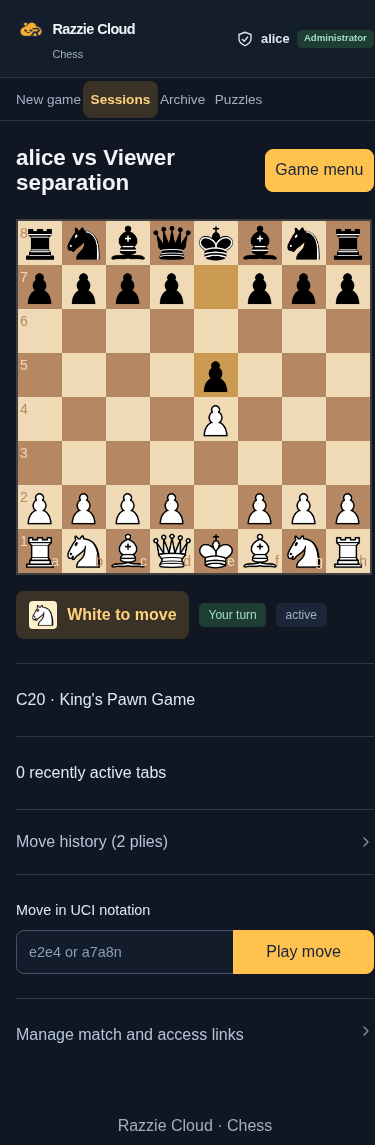 Razzie Cloud
Chess
alice Administrator
New game Sessions Archive Puzzles
alice vs Viewer
separation
Game menu
8
7
6
5
4
3
2
1
a b c d e f g h
White to move Your turn active
C20 · King's Pawn Game
0 recently active tabs
Move history (2 plies)
Move in UCI notation
e2e4 or a7a8n Play move
Manage match and access links
Razzie Cloud · Chess